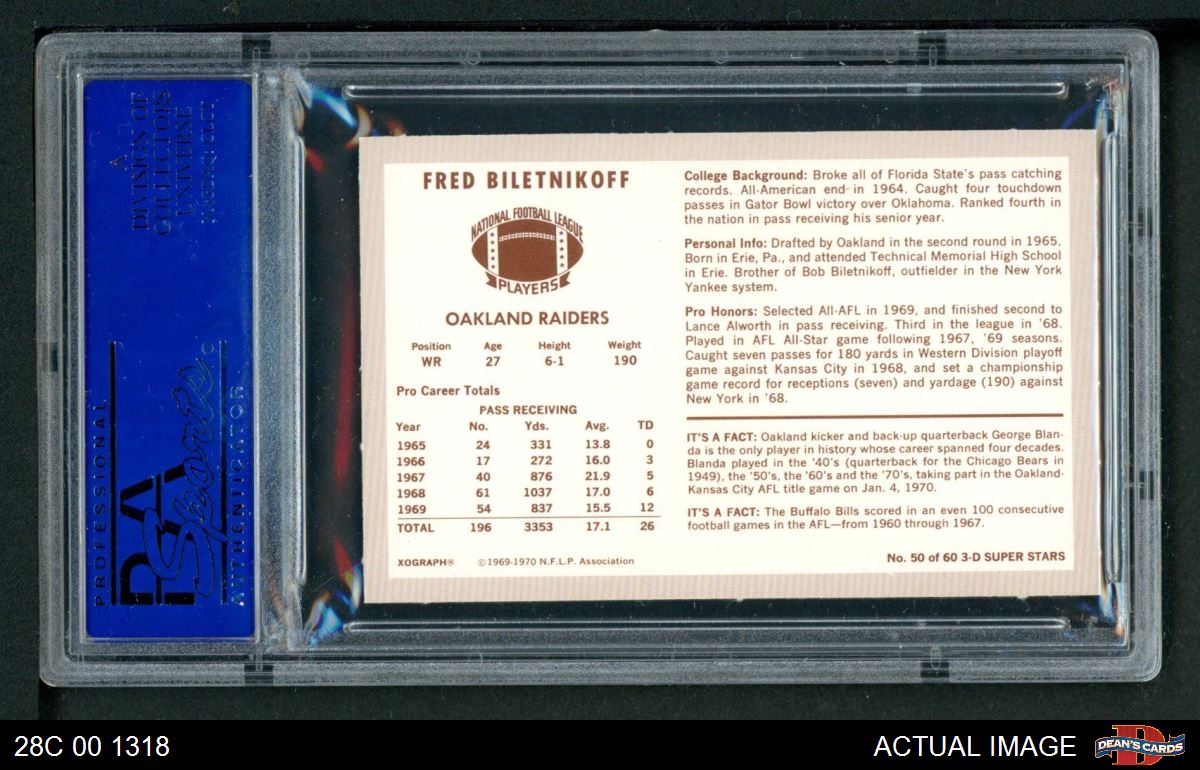 A
DIVISION OF
COLLECTORS
UNIVERSE
NASDAQ: CLCT
PROFESSIONAL
PSA
Sports
AUTHENTICATOR
FRED BILETNIKOFF
NATIONAL FOOTBALL LEAGUE
PLAYERS
OAKLAND RAIDERS
Position Age Height Weight
WR 27 6-1 190
Pro Career Totals
PASS RECEIVING
Year No. Yds. Avg. TD
1965 24 331 13.8 0
1966 17 272 16.0 3
1967 40 876 21.9 5
1968 61 1037 17.0 6
1969 54 837 15.5 12
TOTAL 196 3353 17.1 26
XOGRAPH® ©1969-1970 N.F.L.P. Association
College Background: Broke all of Florida State's pass catching
records. All-American end in 1964. Caught four touchdown
passes in Gator Bowl victory over Oklahoma. Ranked fourth in
the nation in pass receiving his senior year.
Personal Info: Drafted by Oakland in the second round in 1965.
Born in Erie, Pa., and attended Technical Memorial High School
in Erie. Brother of Bob Biletnikoff, outfielder in the New York
Yankee system.
Pro Honors: Selected All-AFL in 1969, and finished second to
Lance Alworth in pass receiving. Third in the league in '68.
Played in AFL All-Star game following 1967, '69 seasons.
Caught seven passes for 180 yards in Western Division playoff
game against Kansas City in 1968, and set a championship
game record for receptions (seven) and yardage (190) against
New York in '68.
IT'S A FACT: Oakland kicker and back-up quarterback George Blan-
da is the only player in history whose career spanned four decades.
Blanda played in the '40's (quarterback for the Chicago Bears in
1949), the '50's, the '60's and the '70's, taking part in the Oakland-
Kansas City AFL title game on Jan. 4, 1970.
IT'S A FACT: The Buffalo Bills scored in an even 100 consecutive
football games in the AFL—from 1960 through 1967.
No. 50 of 60 3-D SUPER STARS
28C 00 1318
ACTUAL IMAGE
D
DEAN'S CARDS